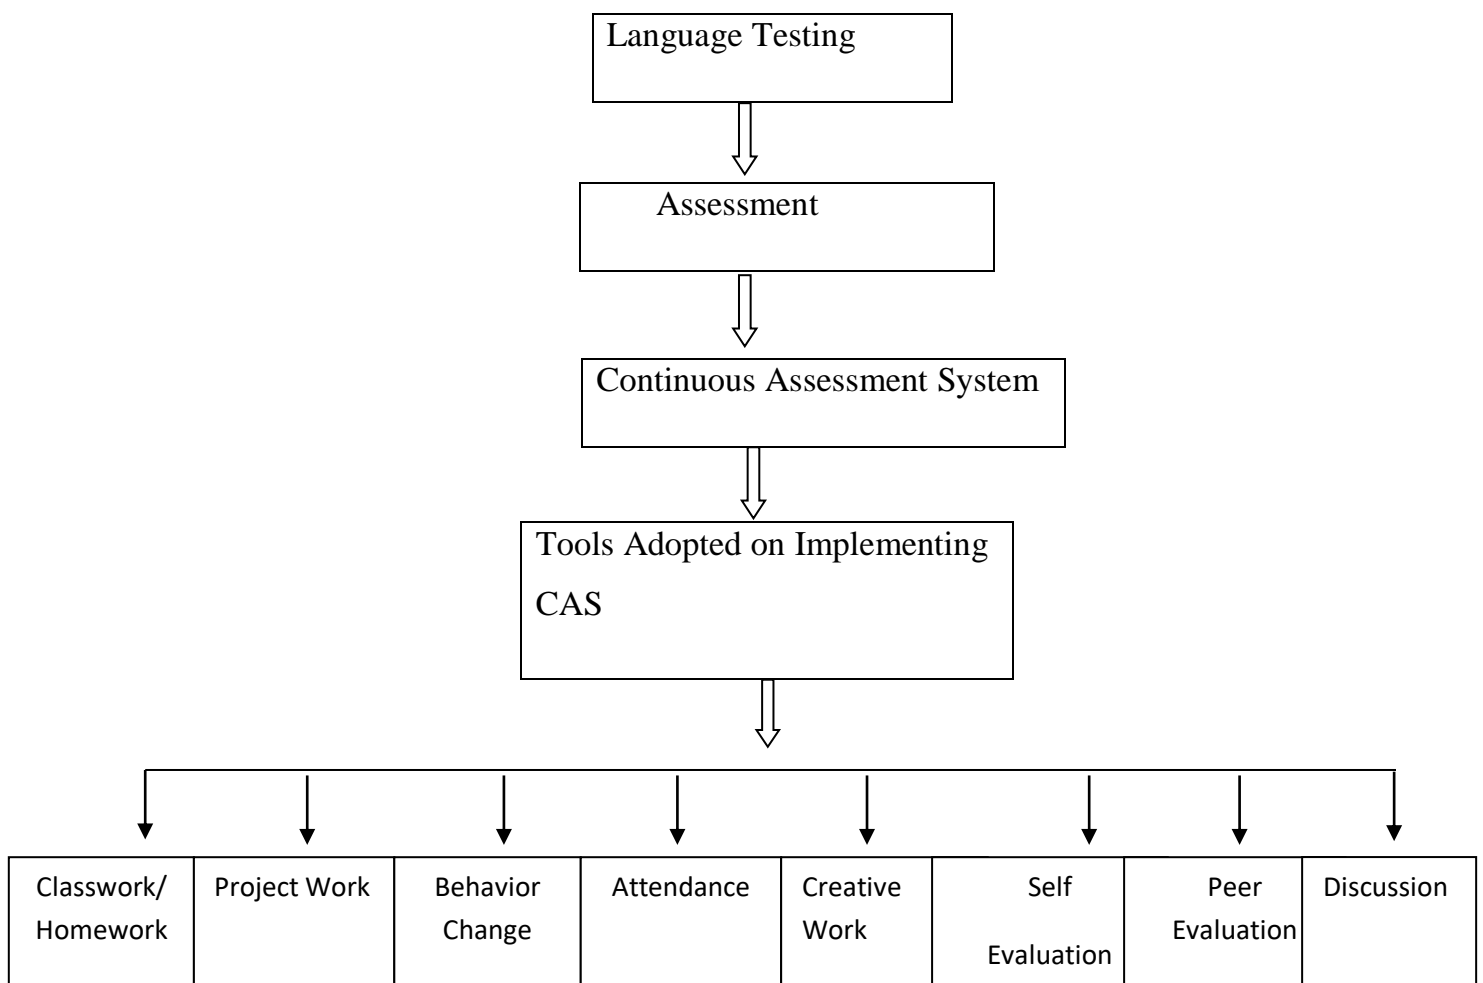 Language Testing
Assessment
Continuous Assessment System
Tools Adopted on Implementing
CAS
Classwork/
Homework
Project Work
Behavior
Change
Attendance
Creative
Work
Self
Evaluation
Peer
Evaluation
Discussion